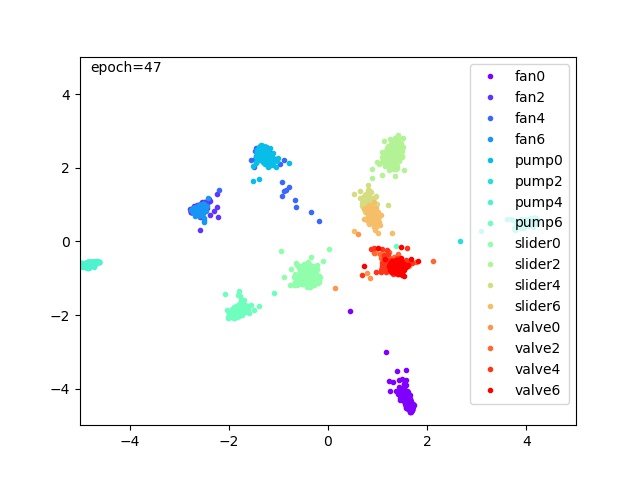 epoch=47
4
2
0
−2
−4
−4
−2
0
2
4
fan0
fan2
fan4
fan6
pump0
pump2
pump4
pump6
slider0
slider2
slider4
slider6
valve0
valve2
valve4
valve6